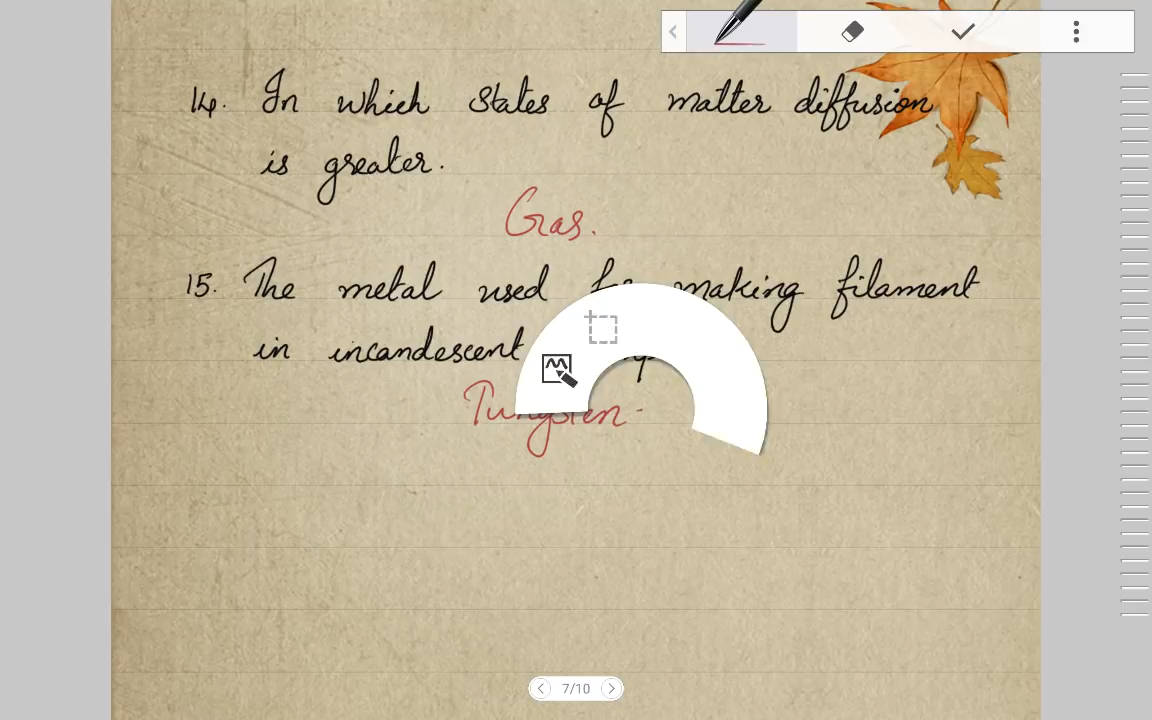 14. In which states of matter diffusion
is greater.
Gas.
15. The metal used for making filament
in incandescent
Tungsten.
7/10